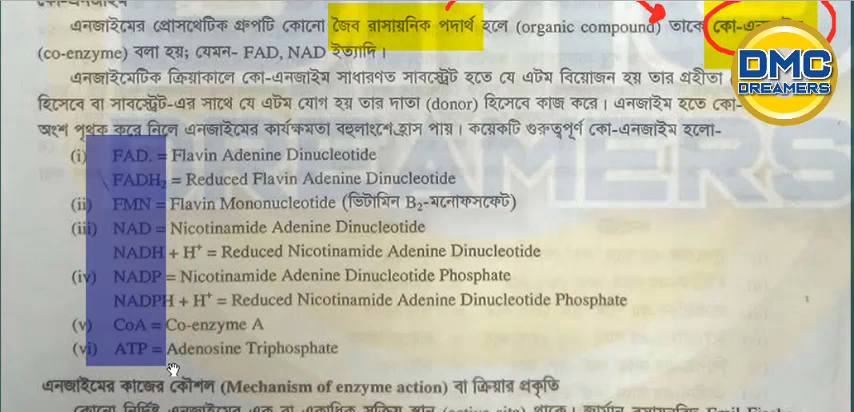 কো-এনজাইম
এনজাইমের প্রোসথেটিক গ্রুপটি কোনো জৈব রাসায়নিক পদার্থ হলে (organic compound) তাকে কো-এনজাইম
(co-enzyme) বলা হয়; যেমন- FAD, NAD ইত্যাদি।
এনজাইমেটিক ক্রিয়াকালে কো-এনজাইম সাধারণত সাবস্ট্রেট হতে যে এটম বিয়োজন হয় তার গ্রহীতা
হিসেবে বা সাবস্ট্রেট-এর সাথে যে এটম যোগ হয় তার দাতা (donor) হিসেবে কাজ করে। এনজাইম হতে কো-
অংশ পৃথক করে নিলে এনজাইমের কার্যক্ষমতা বহুলাংশে হ্রাস পায়। কয়েকটি গুরুত্বপূর্ণ কো-এনজাইম হলো-
(i) FAD = Flavin Adenine Dinucleotide
FADH₂ = Reduced Flavin Adenine Dinucleotide
(ii) FMN = Flavin Mononucleotide (ভিটামিন B₂-মনোফসফেট)
(iii) NAD = Nicotinamide Adenine Dinucleotide
NADH + H⁺ = Reduced Nicotinamide Adenine Dinucleotide
(iv) NADP = Nicotinamide Adenine Dinucleotide Phosphate
NADPH + H⁺ = Reduced Nicotinamide Adenine Dinucleotide Phosphate
(v) CoA = Co-enzyme A
(vi) ATP = Adenosine Triphosphate
এনজাইমের কাজের কৌশল (Mechanism of enzyme action) বা ক্রিয়ার প্রকৃতি
DMC
DREAMERS
DREAMERS